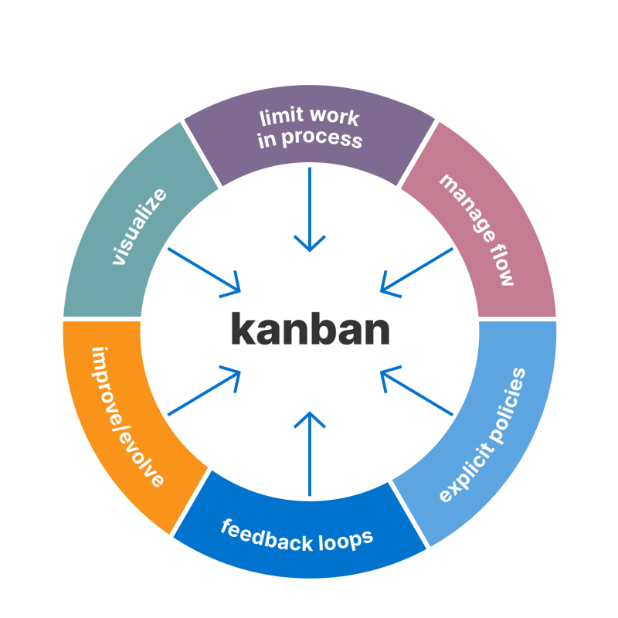 limit work
in process
manage flow
explicit policies
feedback loops
improve/evolve
visualize
kanban